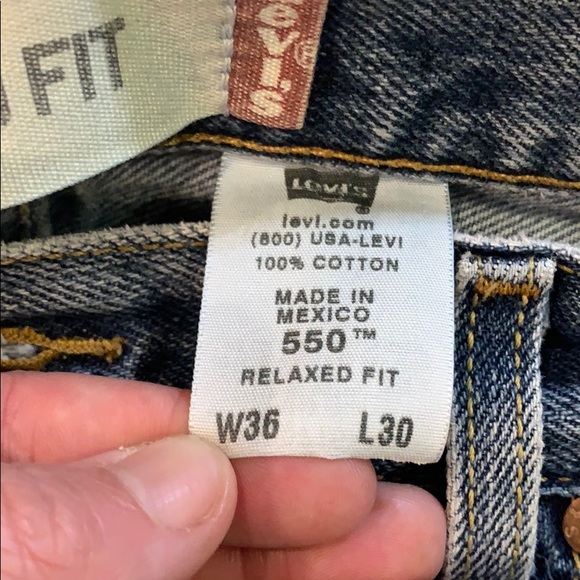 FIT
Levi's®
Levi's
®
levi.com
(800) USA-LEVI
100% COTTON
MADE IN
MEXICO
550™
RELAXED FIT
W36 L30